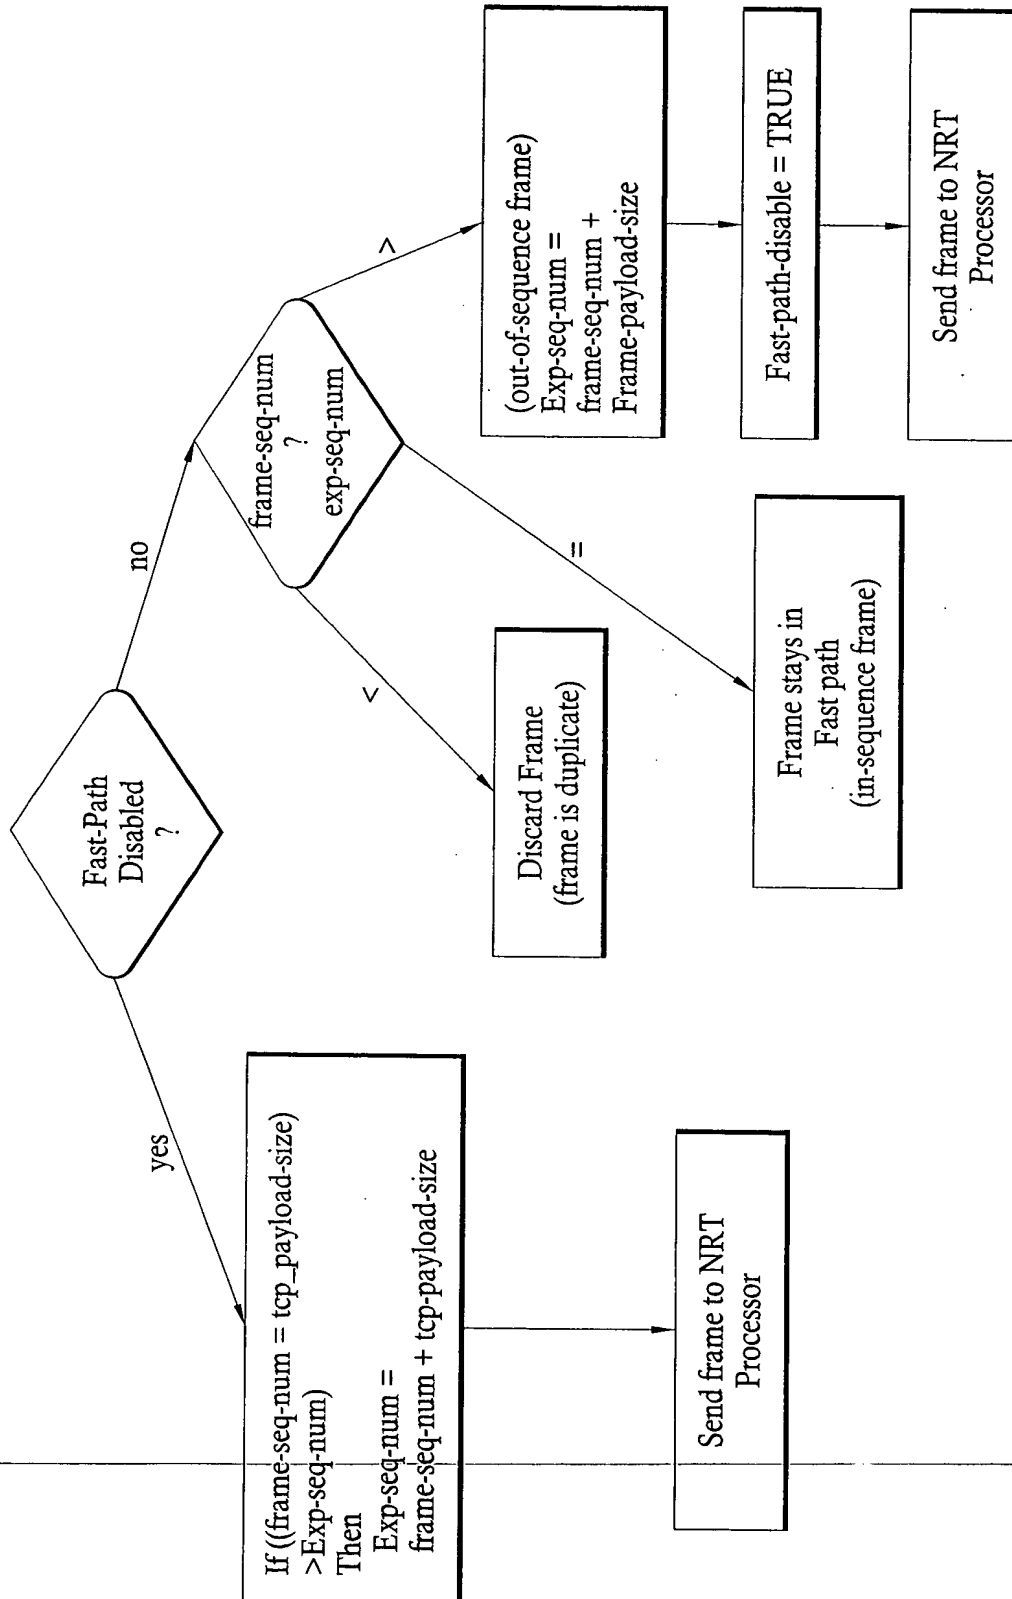 Fast-Path
Disabled
?
yes
no
If ((frame-seq-num = tcp_payload-size)
>Exp-seq-num)
Then
Exp-seq-num =
frame-seq-num + tcp-payload-size
Send frame to NRT
Processor
frame-seq-num
?
exp-seq-num
<
=
>
Discard Frame
(frame is duplicate)
Frame stays in
Fast path
(in-sequence frame)
(out-of-sequence frame)
Exp-seq-num =
frame-seq-num +
Frame-payload-size
Fast-path-disable = TRUE
Send frame to NRT
Processor